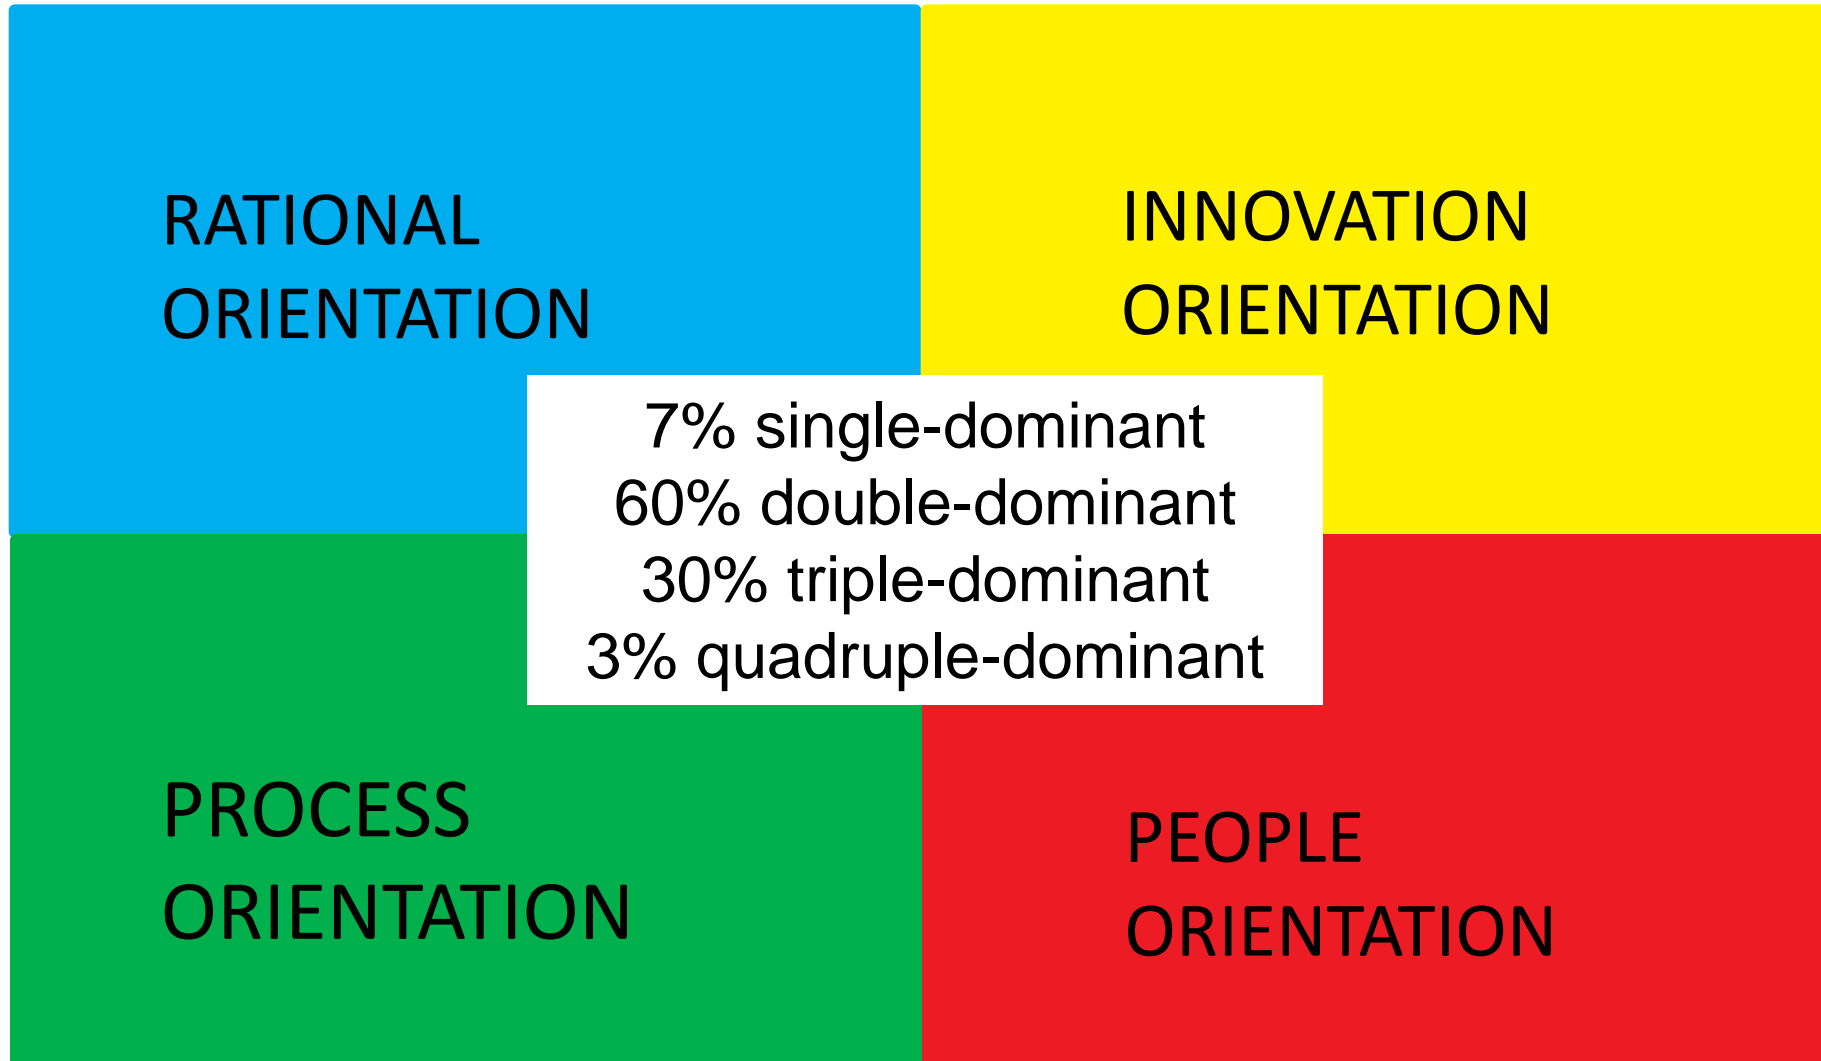 RATIONAL
ORIENTATION
INNOVATION
ORIENTATION
7% single-dominant
60% double-dominant
30% triple-dominant
3% quadruple-dominant
PROCESS
ORIENTATION
PEOPLE
ORIENTATION